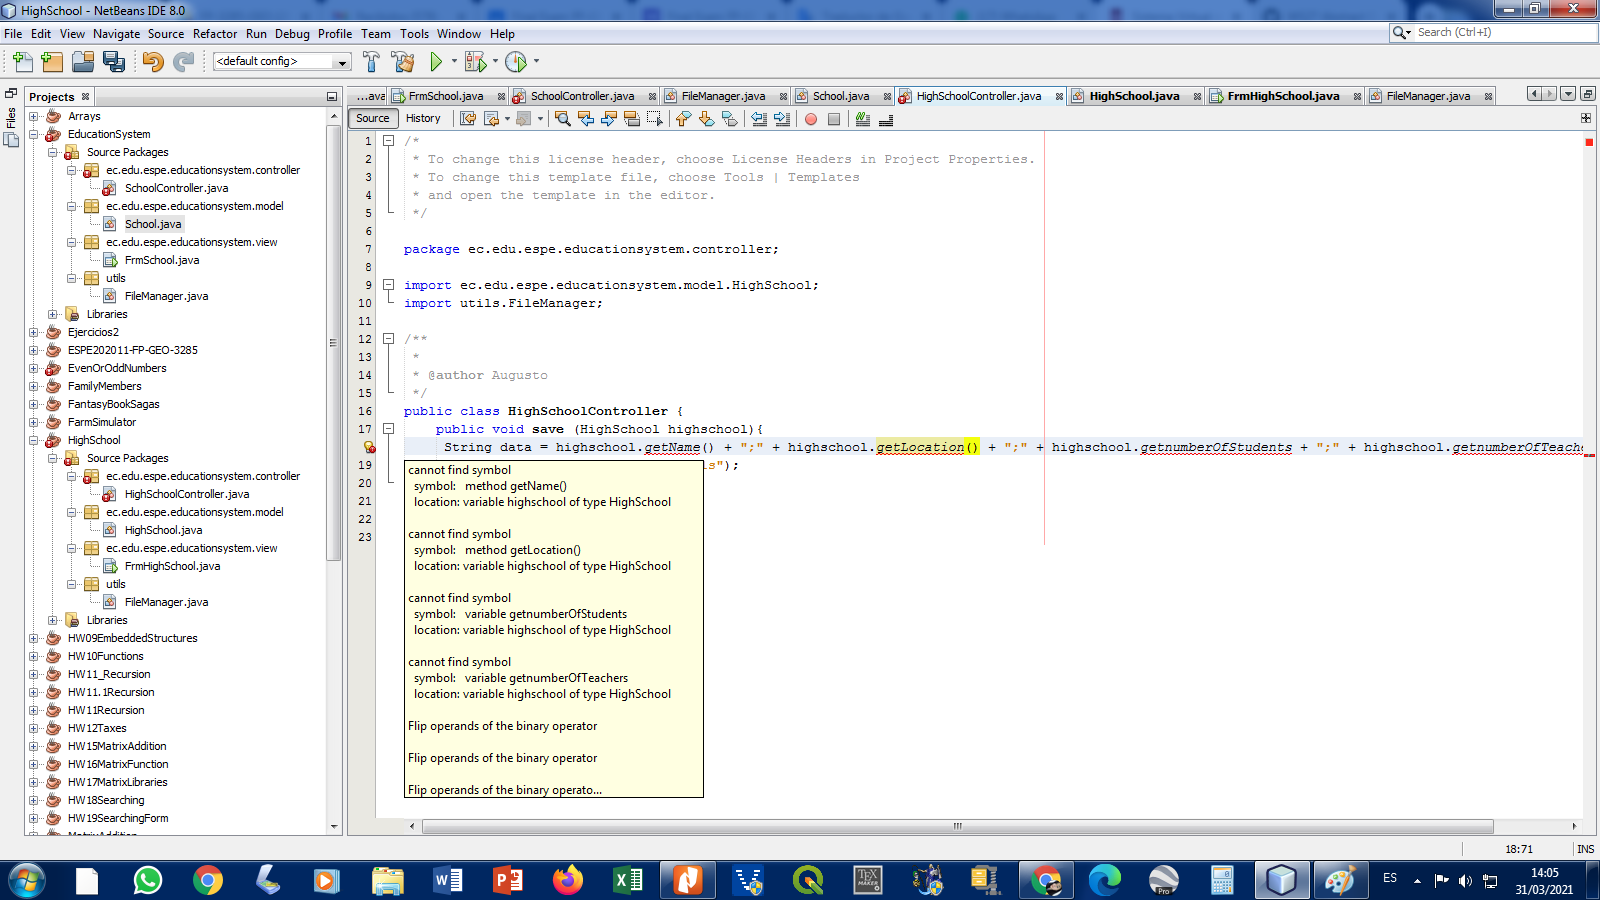 HighSchool - NetBeans IDE 8.0
File Edit View Navigate Source Refactor Run Debug Profile Team Tools Window Help
Search (Ctrl+I)
<default config>
Files
Projects
...ava FrmSchool.java SchoolController.java FileManager.java School.java HighSchoolController.java HighSchool.java FrmHighSchool.java FileManager.java
Source History
Arrays
EducationSystem
Source Packages
ec.edu.espe.educationsystem.controller
SchoolController.java
ec.edu.espe.educationsystem.model
School.java
ec.edu.espe.educationsystem.view
FrmSchool.java
utils
FileManager.java
Libraries
Ejercicios2
ESPE202011-FP-GEO-3285
EvenOrOddNumbers
FamilyMembers
FantasyBookSagas
FarmSimulator
HighSchool
Source Packages
ec.edu.espe.educationsystem.controller
HighSchoolController.java
ec.edu.espe.educationsystem.model
HighSchool.java
ec.edu.espe.educationsystem.view
FrmHighSchool.java
utils
FileManager.java
Libraries
HW09EmbeddedStructures
HW10Functions
HW11_Recursion
HW11.1Recursion
HW11Recursion
HW12Taxes
HW15MatrixAddition
HW16MatrixFunction
HW17MatrixLibraries
HW18Searching
HW19SearchingForm
MatrixAddition
1 /*
2 * To change this license header, choose License Headers in Project Properties.
3 * To change this template file, choose Tools | Templates
4 * and open the template in the editor.
5 */
6
7 package ec.edu.espe.educationsystem.controller;
8
9 import ec.edu.espe.educationsystem.model.HighSchool;
10 import utils.FileManager;
11
12 /**
13 *
14 * @author Augusto
15 */
16 public class HighSchoolController {
17 public void save (HighSchool highschool){
String data = highschool.getName() + ";" + highschool.getLocation() + ";" + highschool.getnumberOfStudents + ";" + highschool.getnumberOfTeache
19 ls");
20
21
22
23
cannot find symbol
symbol: method getName()
location: variable highschool of type HighSchool
cannot find symbol
symbol: method getLocation()
location: variable highschool of type HighSchool
cannot find symbol
symbol: variable getnumberOfStudents
location: variable highschool of type HighSchool
cannot find symbol
symbol: variable getnumberOfTeachers
location: variable highschool of type HighSchool
Flip operands of the binary operator
Flip operands of the binary operator
Flip operands of the binary operato...
18:71 INS
TEX MAKER
Pro
ES
14:05
31/03/2021